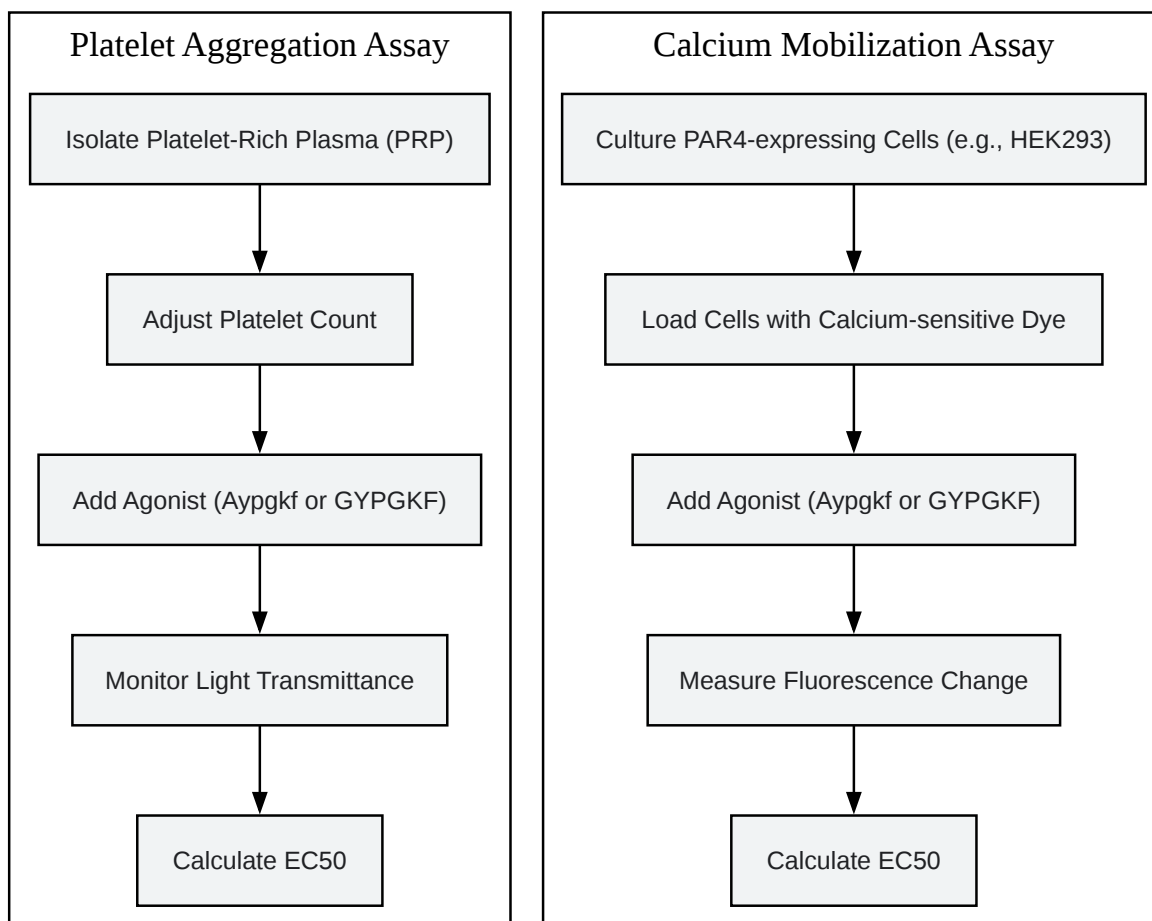 Platelet Aggregation Assay
Isolate Platelet-Rich Plasma (PRP)
Adjust Platelet Count
Add Agonist (Aypgkf or GYPGKF)
Monitor Light Transmittance
Calculate EC50
Calcium Mobilization Assay
Culture PAR4-expressing Cells (e.g., HEK293)
Load Cells with Calcium-sensitive Dye
Add Agonist (Aypgkf or GYPGKF)
Measure Fluorescence Change
Calculate EC50